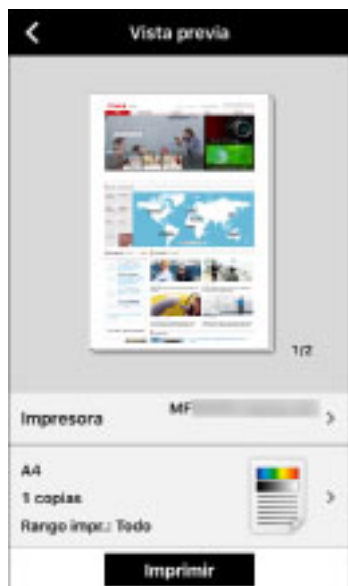 Vista previa
1/2
Impresora MF
A4
1 copias
Rango impr.: Todo
Imprimir